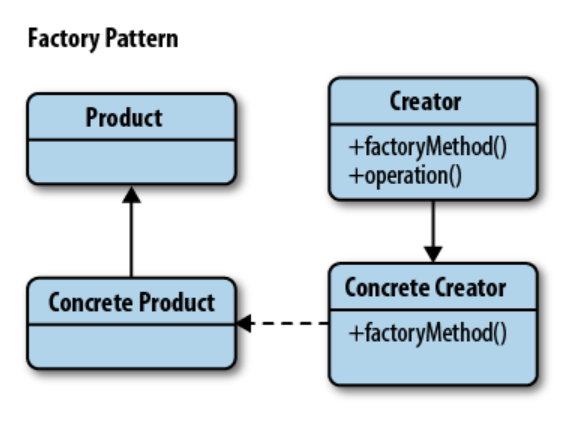 Factory Pattern
Product
Creator
+factoryMethod()
+operation()
Concrete Product
Concrete Creator
+factoryMethod()